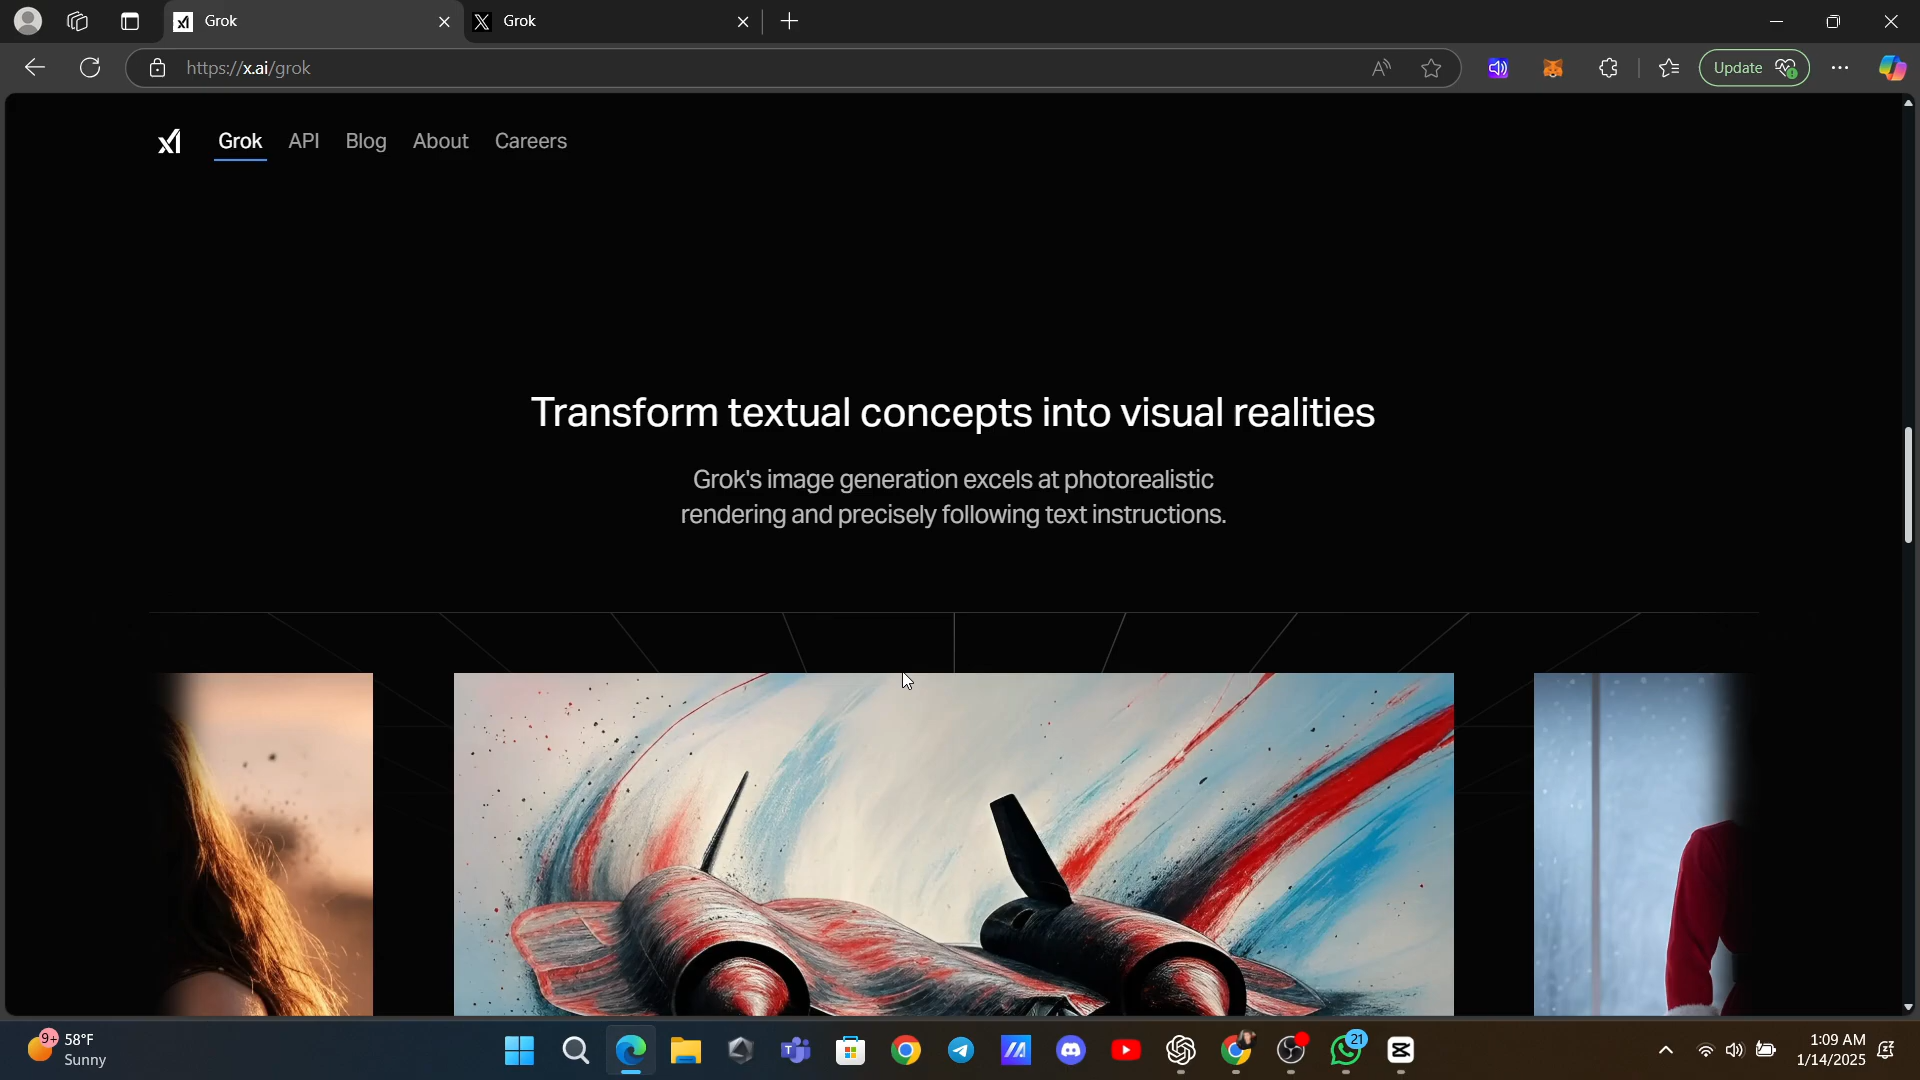 Grok
Grok
https://x.ai/grok
Update
Grok
API
Blog
About
Careers
Transform textual concepts into visual realities
Grok's image generation excels at photorealistic
rendering and precisely following text instructions.
9+
58°F
Sunny
21
1:09 AM
1/14/2025